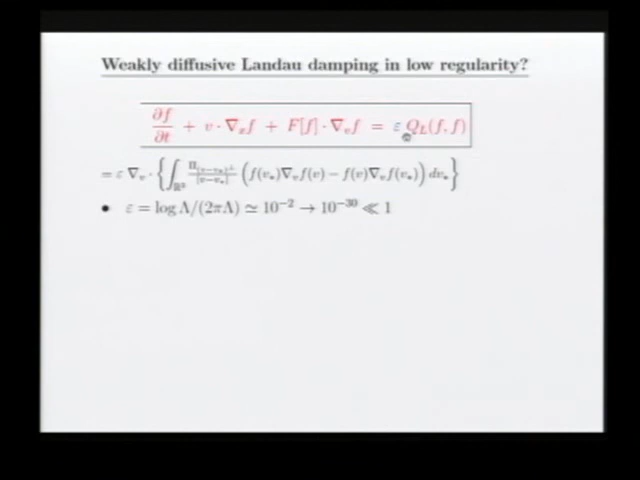 Weakly diffusive Landau damping in low regularity?
∂f/∂t + v · ∇ₓf + F[f] · ∇ᵥf = ε Q_L(f, f)
= ε ∇ᵥ · { ∫_{ℝ³} Π_{(v−v*)^⊥}/|v−v*| ( f(v*)∇ᵥf(v) − f(v)∇ᵥf(v*) ) dv* }
• ε = log Λ/(2πΛ) ≃ 10⁻² → 10⁻³⁰ ≪ 1